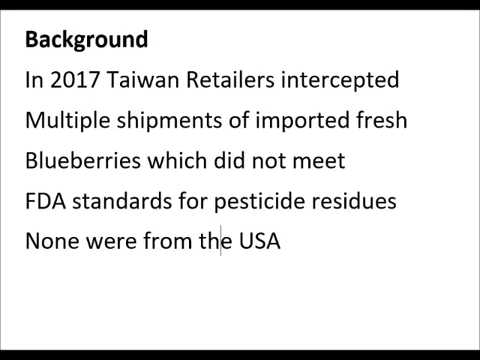 Background
In 2017 Taiwan Retailers intercepted
Multiple shipments of imported fresh
Blueberries which did not meet
FDA standards for pesticide residues
None were from the USA